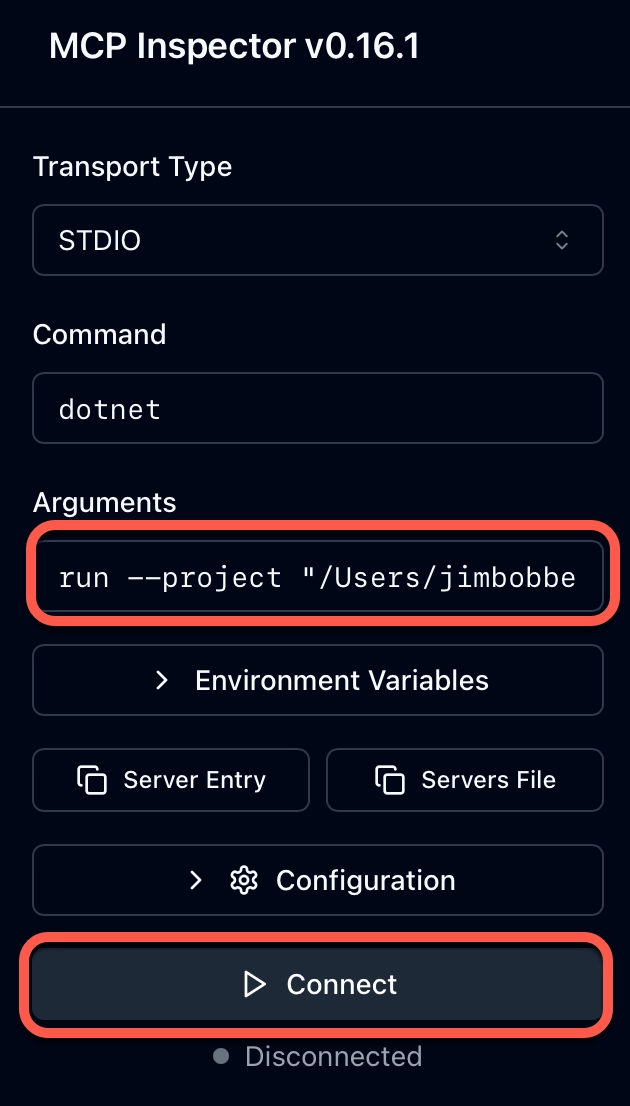 MCP Inspector v0.16.1
Transport Type
STDIO
Command
dotnet
Arguments
run --project "/Users/jimbobbe
Environment Variables
Server Entry
Servers File
Configuration
Connect
Disconnected